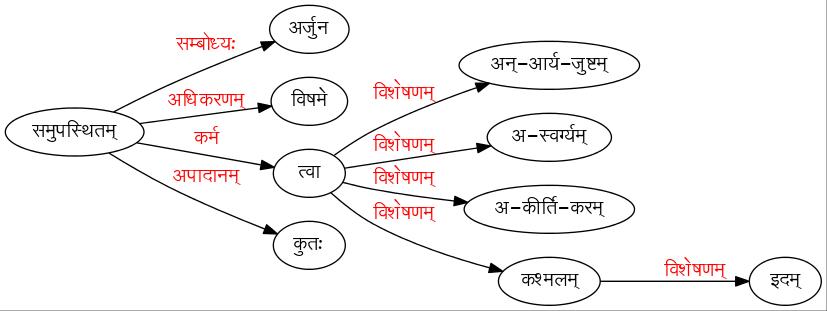 समुपस्थितम्
सम्बोध्यः
अर्जुन
अधिकरणम्
विषमे
कर्म
त्वा
अपादानम्
कुतः
विशेषणम्
अन्-आर्य-जुष्टम्
विशेषणम्
अ-स्वर्ग्यम्
विशेषणम्
अ-कीर्ति-करम्
विशेषणम्
कश्मलम्
विशेषणम्
इदम्